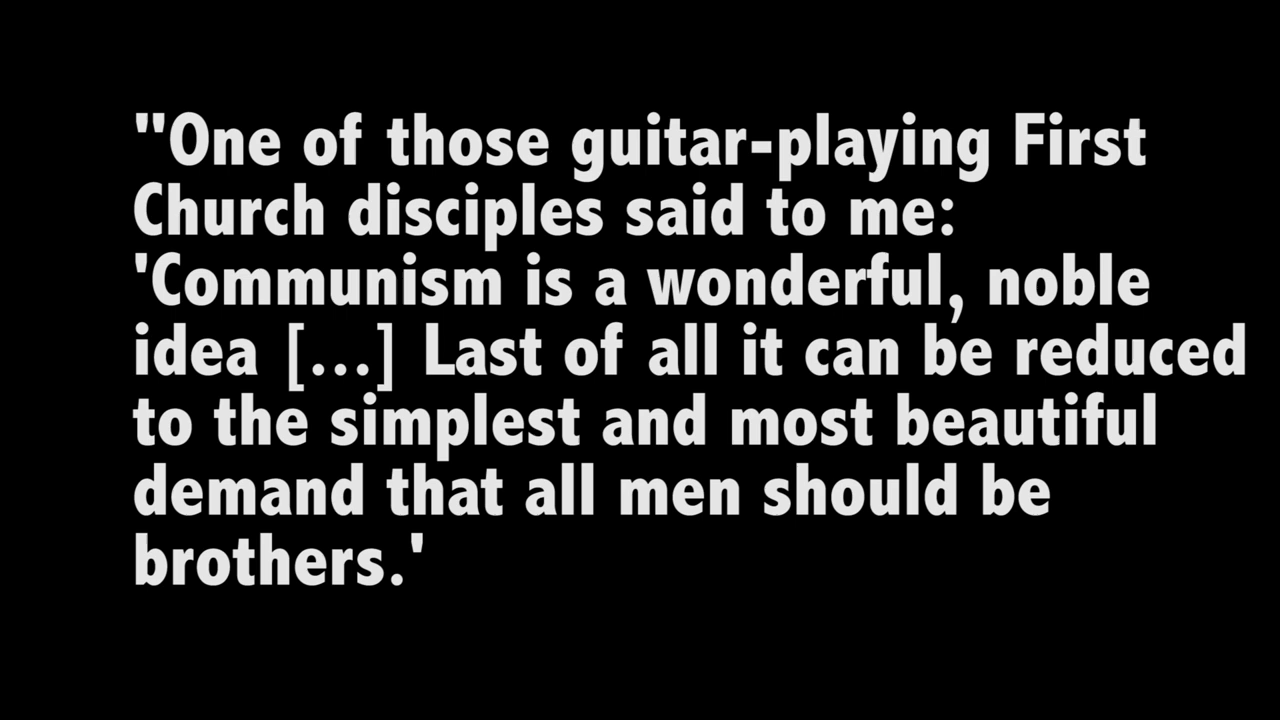 "One of those guitar-playing First
Church disciples said to me:
'Communism is a wonderful, noble
idea [...] Last of all it can be reduced
to the simplest and most beautiful
demand that all men should be
brothers.'